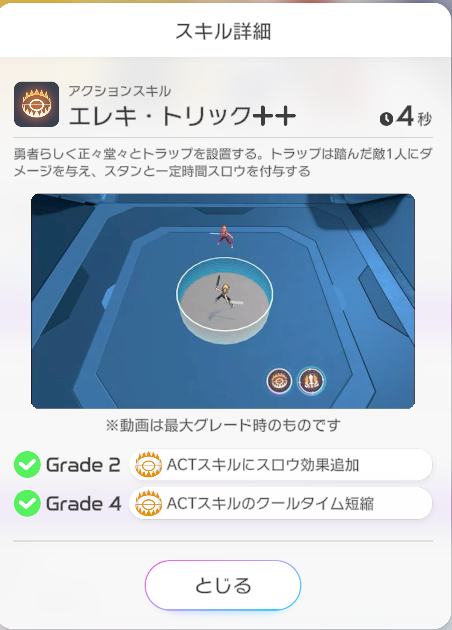 スキル詳細
アクションスキル
エレキ・トリック++
4秒
勇者らしく正々堂々とトラップを設置する。トラップは踏んだ敵1人にダ
メージを与え、スタンと一定時間スロウを付与する
※動画は最大グレード時のものです
Grade 2 ACTスキルにスロウ効果追加
Grade 4 ACTスキルのクールタイム短縮
とじる